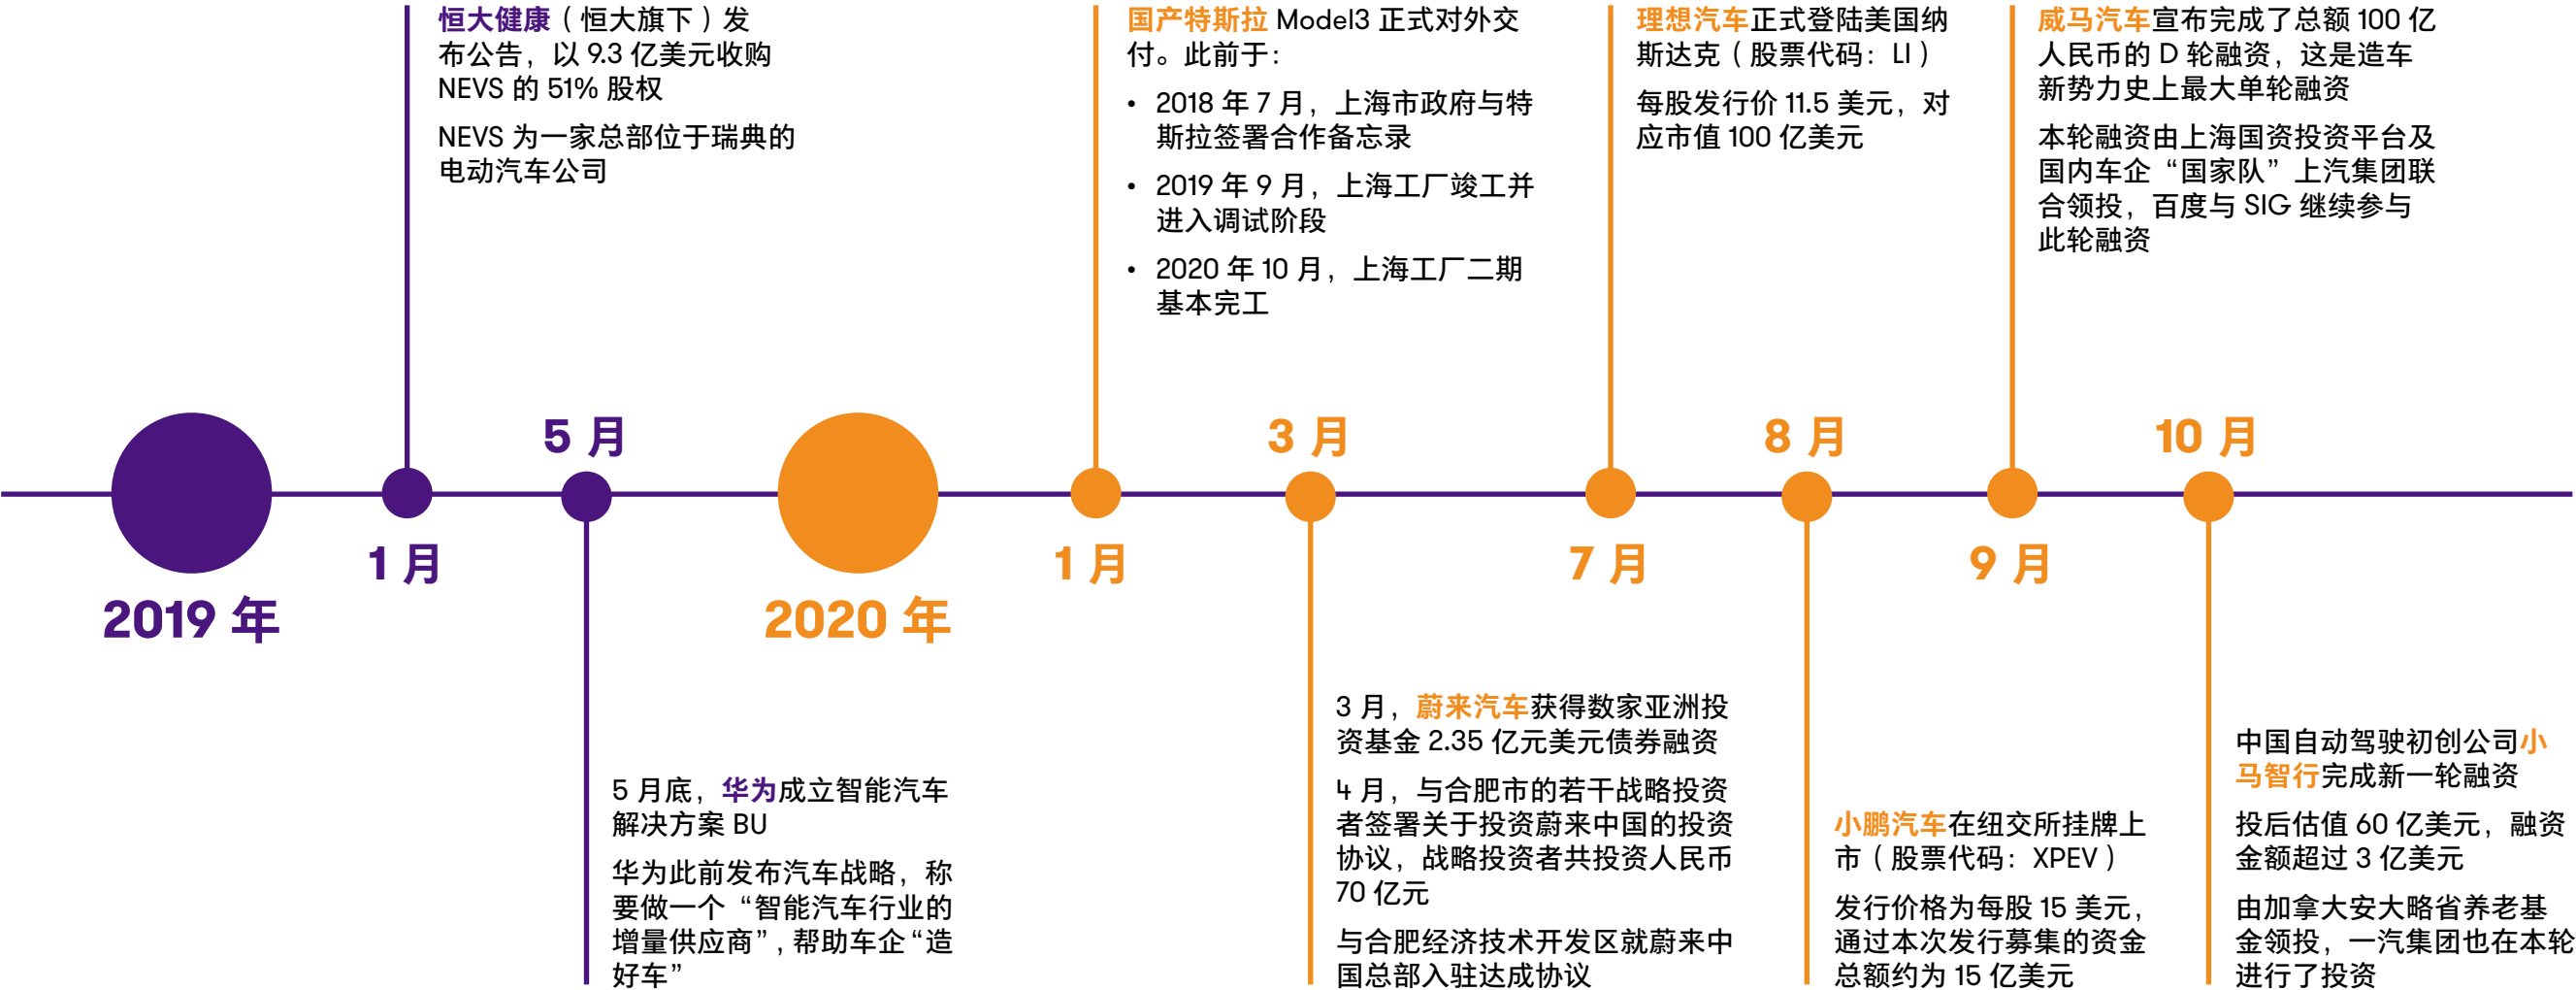 恒大健康（恒大旗下）发
布公告，以 9.3 亿美元收购
NEVS 的 51% 股权
NEVS 为一家总部位于瑞典的
电动汽车公司
国产特斯拉 Model3 正式对外交
付。此前于：
• 2018 年 7 月，上海市政府与特
斯拉签署合作备忘录
• 2019 年 9 月，上海工厂竣工并
进入调试阶段
• 2020 年 10 月，上海工厂二期
基本完工
理想汽车正式登陆美国纳
斯达克（股票代码：LI）
每股发行价 11.5 美元，对
应市值 100 亿美元
威马汽车宣布完成了总额 100 亿
人民币的 D 轮融资，这是造车
新势力史上最大单轮融资
本轮融资由上海国资投资平台及
国内车企“国家队”上汽集团联
合领投，百度与 SIG 继续参与
此轮融资
2019 年
1 月
5 月
2020 年
1 月
3 月
7 月
8 月
9 月
10 月
5 月底，华为成立智能汽车
解决方案 BU
华为此前发布汽车战略，称
要做一个“智能汽车行业的
增量供应商”，帮助车企“造
好车”
3 月，蔚来汽车获得数家亚洲投
资基金 2.35 亿元美元债券融资
4 月，与合肥市的若干战略投资
者签署关于投资蔚来中国的投资
协议，战略投资者共投资人民币
70 亿元
与合肥经济技术开发区就蔚来中
国总部入驻达成协议
小鹏汽车在纽交所挂牌上
市（股票代码：XPEV）
发行价格为每股 15 美元，
通过本次发行募集的资金
总额约为 15 亿美元
中国自动驾驶初创公司小
马智行完成新一轮融资
投后估值 60 亿美元，融资
金额超过 3 亿美元
由加拿大安大略省养老基
金领投，一汽集团也在本轮
进行了投资